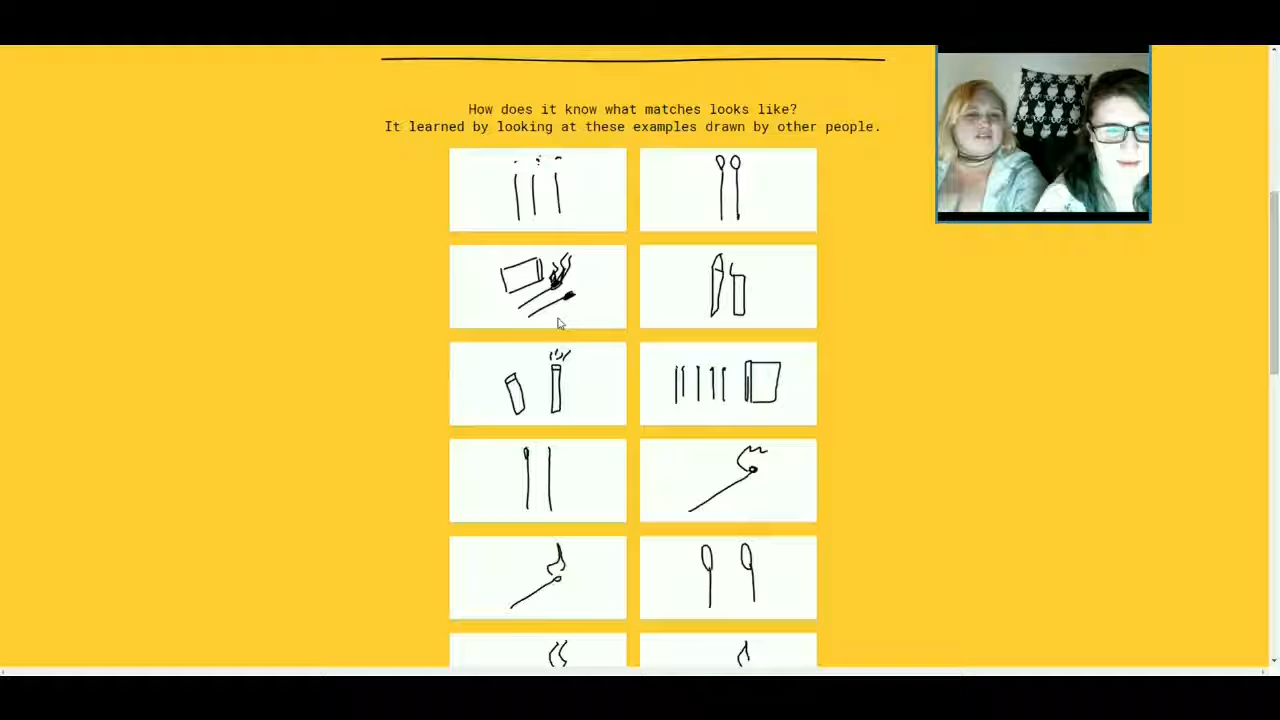 How does it know what matches looks like?
It learned by looking at these examples drawn by other people.